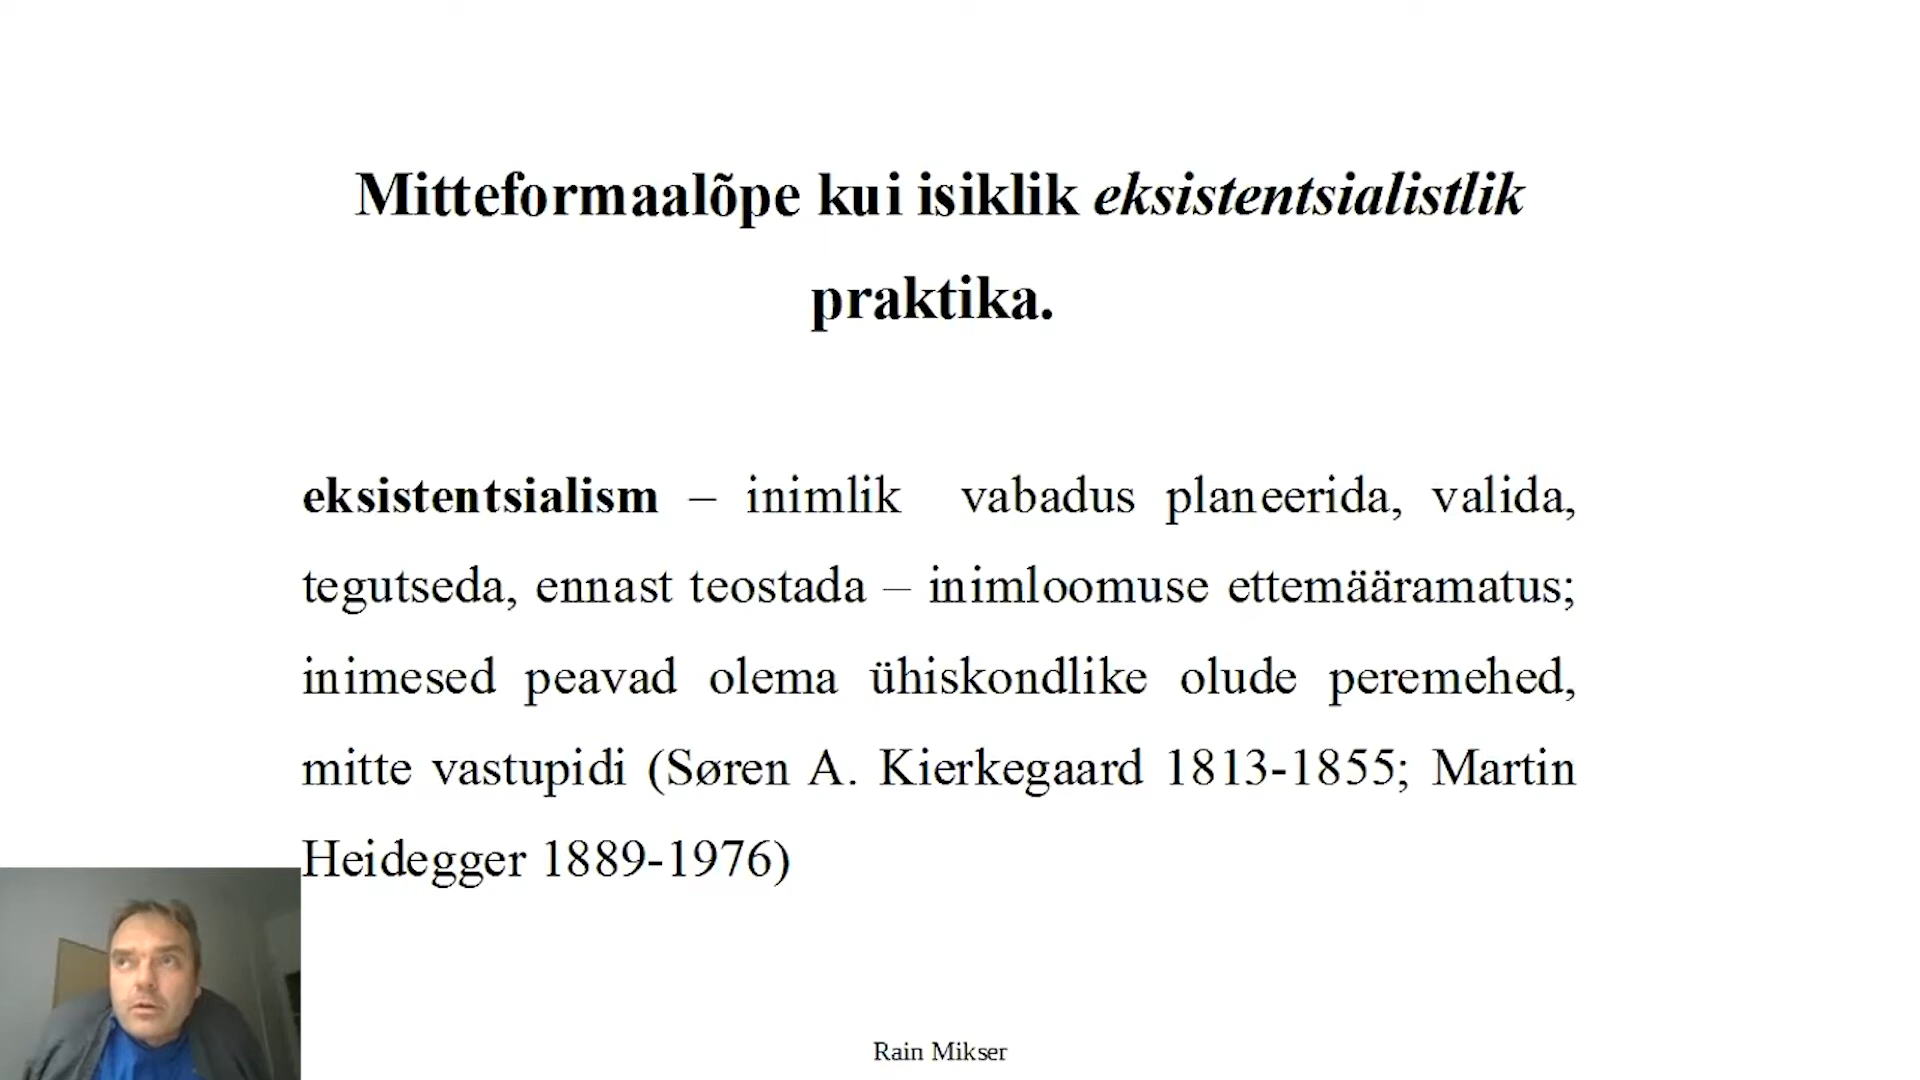 Mitteformaalõpe kui isiklik eksistentsialistlik
praktika.
eksistentsialism – inimlik vabadus planeerida, valida,
tegutseda, ennast teostada – inimloomuse ettemääramatus;
inimesed peavad olema ühiskondlike olude peremehed,
mitte vastupidi (Søren A. Kierkegaard 1813-1855; Martin
Heidegger 1889-1976)
Rain Mikser